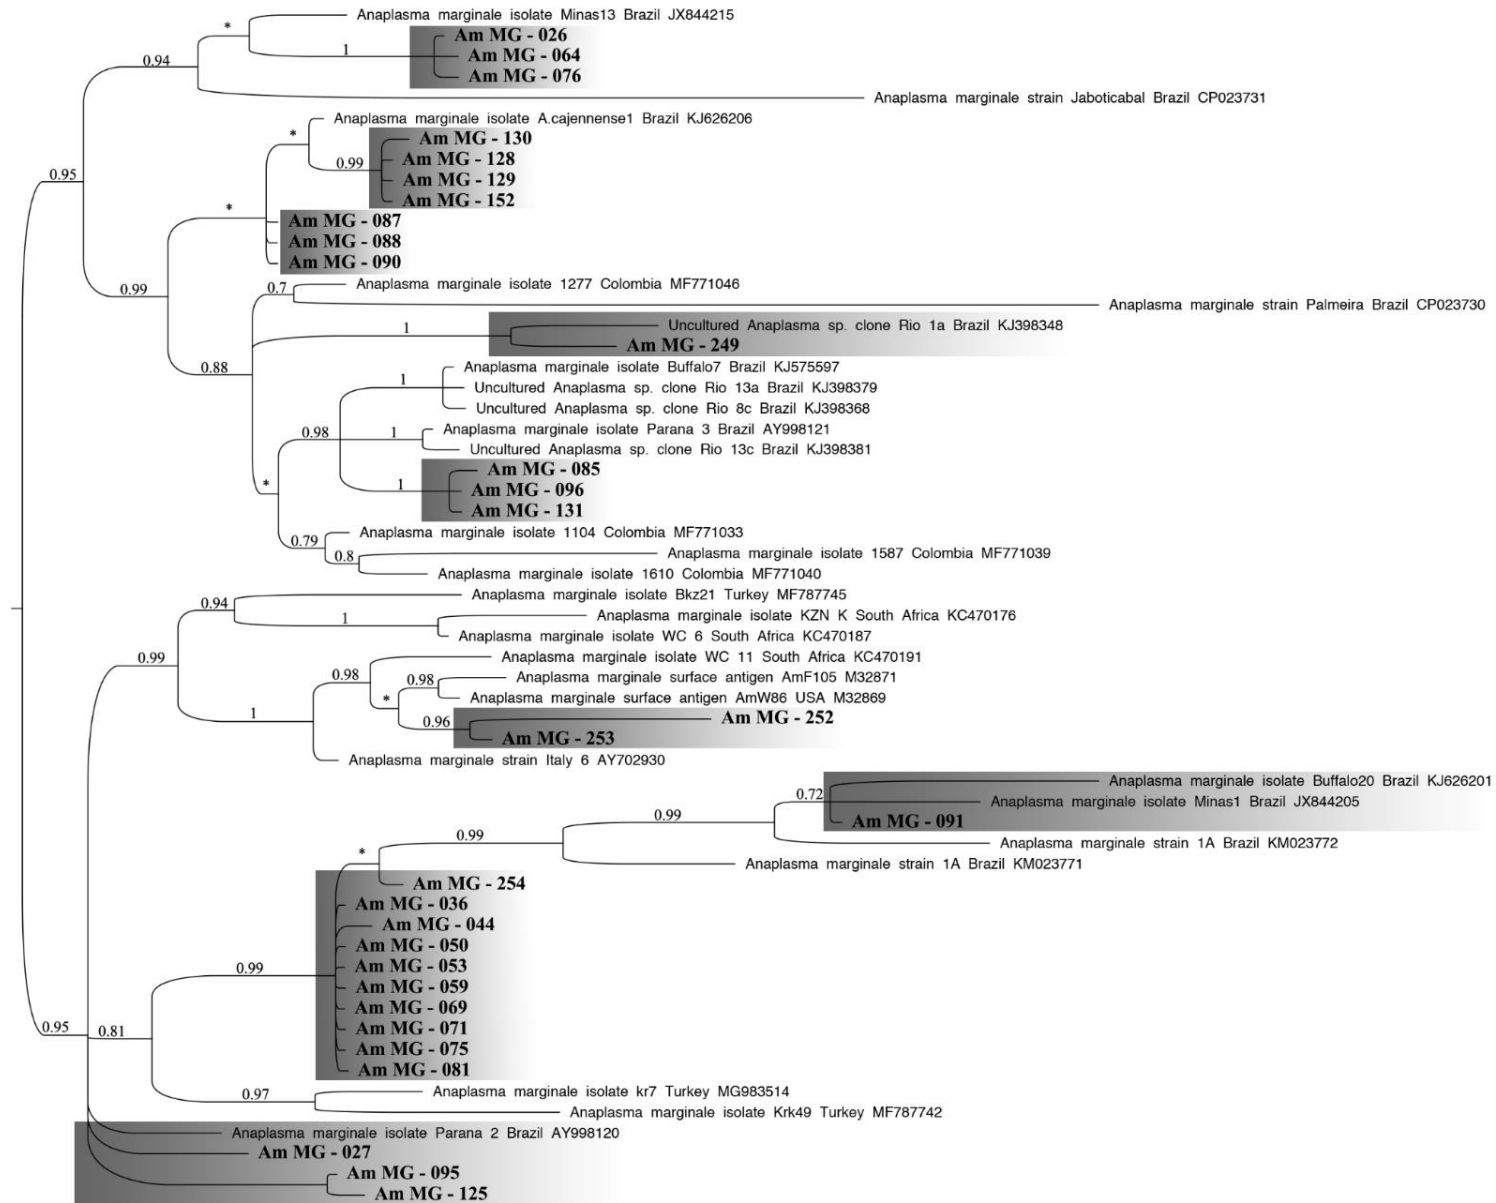 Anaplasma marginale isolate Minas13 Brazil JX844215
*
Am MG - 026
1
Am MG - 064
0.94
Am MG - 076
Anaplasma marginale strain Jaboticabal Brazil CP023731
Anaplasma marginale isolate A.cajennense1 Brazil KJ626206
*
Am MG - 130
0.99
Am MG - 128
0.95
Am MG - 129
Am MG - 152
*
Am MG - 087
Am MG - 088
Am MG - 090
0.99
Anaplasma marginale isolate 1277 Colombia MF771046
0.7
Anaplasma marginale strain Palmeira Brazil CP023730
Uncultured Anaplasma sp. clone Rio 1a Brazil KJ398348
1
Am MG - 249
0.88
Anaplasma marginale isolate Buffalo7 Brazil KJ575597
1
Uncultured Anaplasma sp. clone Rio 13a Brazil KJ398379
Uncultured Anaplasma sp. clone Rio 8c Brazil KJ398368
0.98
1
Anaplasma marginale isolate Parana 3 Brazil AY998121
Uncultured Anaplasma sp. clone Rio 13c Brazil KJ398381
*
Am MG - 085
1
Am MG - 096
Am MG - 131
Anaplasma marginale isolate 1104 Colombia MF771033
0.79
Anaplasma marginale isolate 1587 Colombia MF771039
0.8
Anaplasma marginale isolate 1610 Colombia MF771040
Anaplasma marginale isolate Bkz21 Turkey MF787745
0.94
Anaplasma marginale isolate KZN K South Africa KC470176
1
Anaplasma marginale isolate WC 6 South Africa KC470187
0.99
Anaplasma marginale isolate WC 11 South Africa KC470191
0.98
0.98
Anaplasma marginale surface antigen AmF105 M32871
*
Anaplasma marginale surface antigen AmW86 USA M32869
1
0.96
Am MG - 252
Am MG - 253
Anaplasma marginale strain Italy 6 AY702930
Anaplasma marginale isolate Buffalo20 Brazil KJ626201
0.72
Anaplasma marginale isolate Minas1 Brazil JX844205
0.99
Am MG - 091
0.99
Anaplasma marginale strain 1A Brazil KM023772
*
Anaplasma marginale strain 1A Brazil KM023771
Am MG - 254
Am MG - 036
Am MG - 044
Am MG - 050
0.99
Am MG - 053
Am MG - 059
Am MG - 069
0.95
0.81
Am MG - 071
Am MG - 075
Am MG - 081
0.97
Anaplasma marginale isolate kr7 Turkey MG983514
Anaplasma marginale isolate Krk49 Turkey MF787742
Anaplasma marginale isolate Parana 2 Brazil AY998120
Am MG - 027
Am MG - 095
Am MG - 125